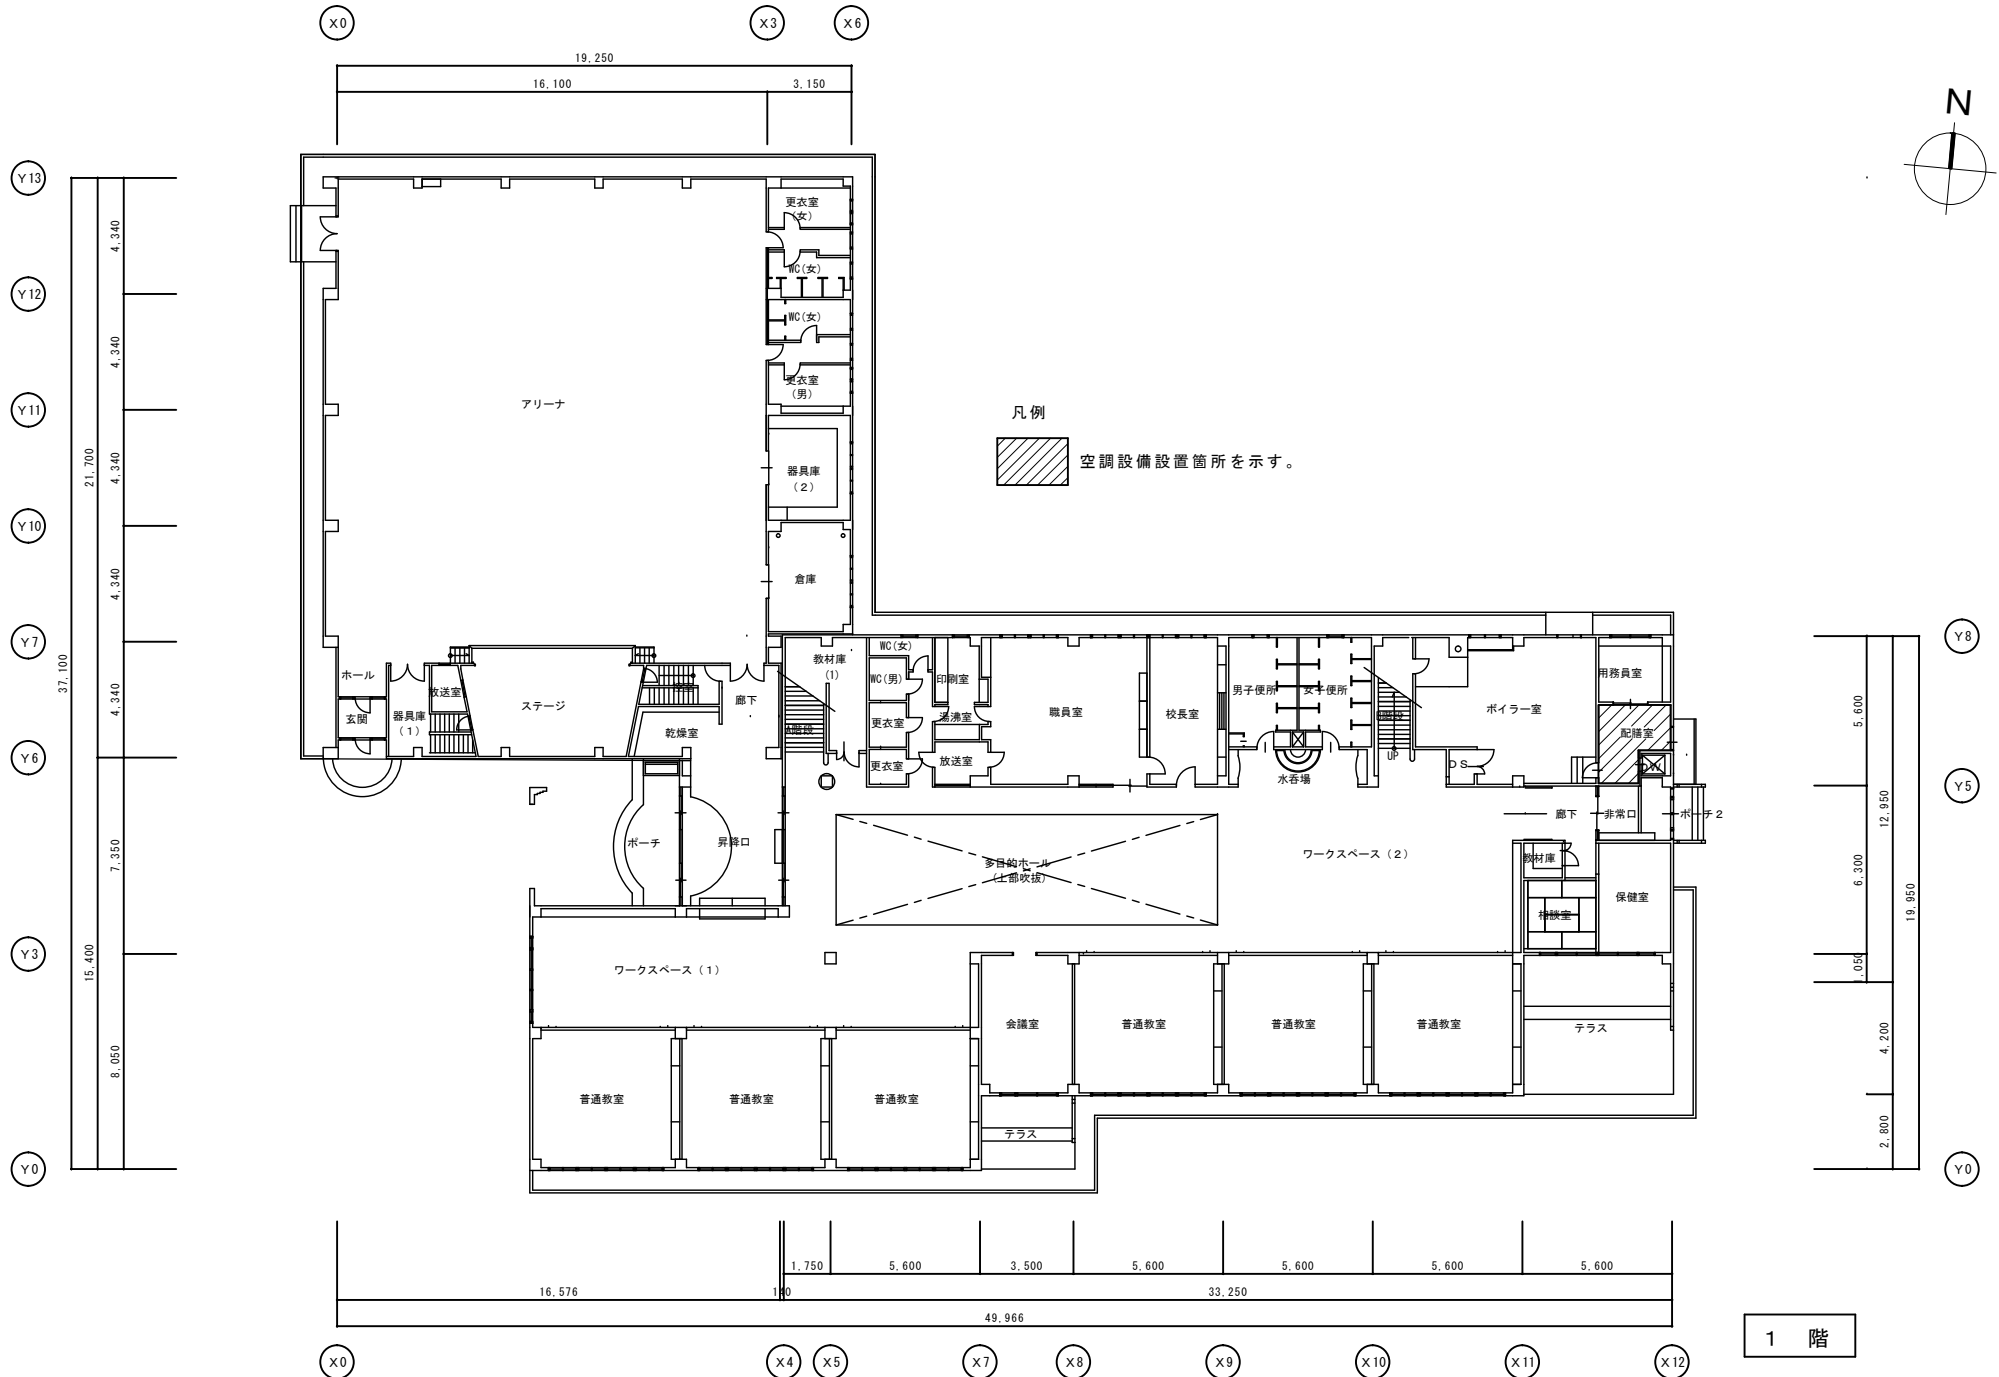 X0
X3
X6
19,250
16,100
3,150
N
Y13
Y12
Y11
Y10
Y7
Y6
Y3
Y0
4,340
4,340
4,340
4,340
4,340
21,700
37,100
7,350
15,400
8,050
更衣室
(女)
WC(女)
WC(女)
更衣室
(男)
アリーナ
器具庫
(2)
倉庫
凡例
空調設備設置箇所を示す。
ホール
玄関
器具庫
(1)
放送室
ステージ
廊下
乾燥室
教材庫
(1)
A階段
WC(女)
WC(男)
更衣室
更衣室
印刷室
湯沸室
放送室
職員室
校長室
男子便所
女子便所
水呑場
UP
ボイラー室
DS
用務員室
配膳室
DW
ポーチ
昇降口
多目的ホール
(上部吹抜)
ワークスペース(2)
廊下
非常口
ポーチ2
教材庫
相談室
保健室
ワークスペース(1)
会議室
普通教室
普通教室
普通教室
テラス
普通教室
普通教室
普通教室
テラス
Y8
Y5
Y0
5,600
12,950
6,300
19,950
1,050
4,200
2,800
1,750
5,600
3,500
5,600
5,600
5,600
5,600
16,576
140
33,250
49,966
1 階
X0
X4
X5
X7
X8
X9
X10
X11
X12